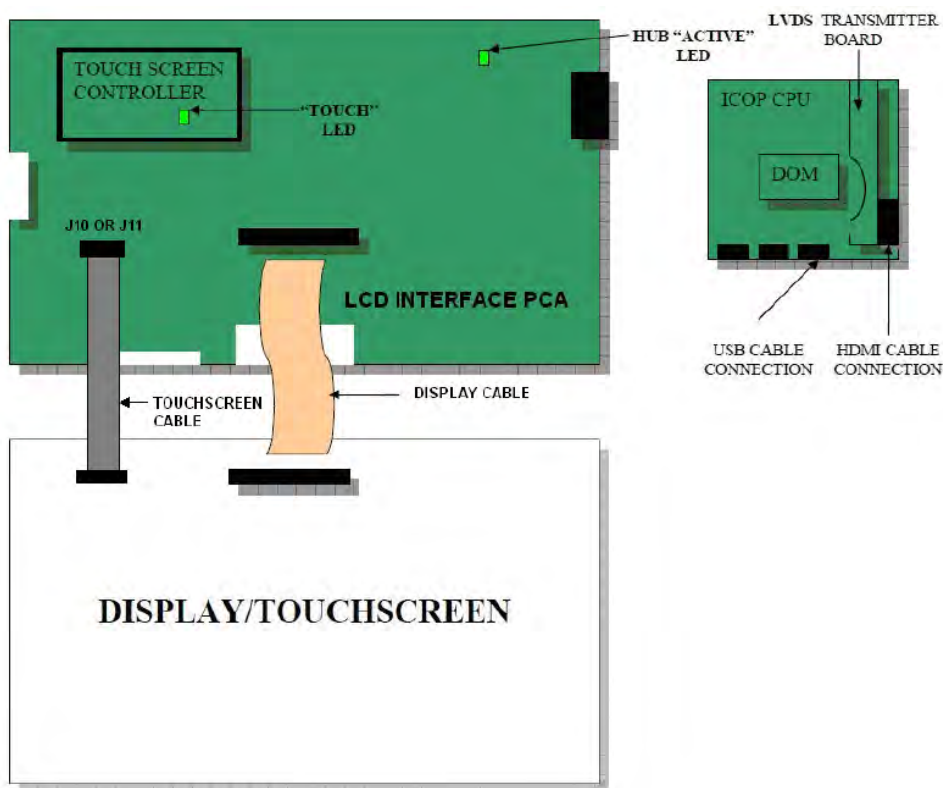 LVDS TRANSMITTER
BOARD
HUB “ACTIVE”
LED
TOUCH SCREEN
CONTROLLER
“TOUCH”
LED
ICOP CPU
DOM
J10 OR J11
LCD INTERFACE PCA
USB CABLE
CONNECTION
HDMI CABLE
CONNECTION
TOUCHSCREEN
CABLE
DISPLAY CABLE
DISPLAY/TOUCHSCREEN